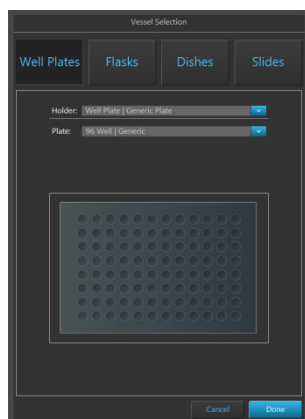 Vessel Selection
Well Plates Flasks Dishes Slides
Holder: Well Plate | Generic Plate
Plate: 96 Well | Generic
Cancel Done